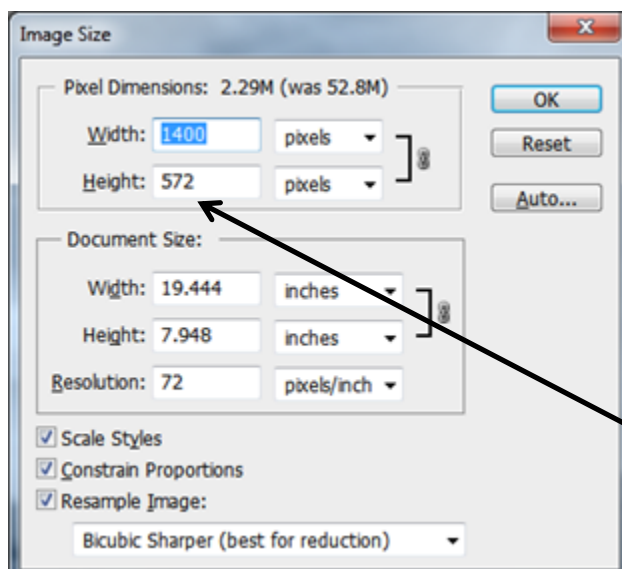 Image Size
Pixel Dimensions: 2.29M (was 52.8M)
OK
Width: 1400 pixels
Reset
Height: 572 pixels
Auto...
Document Size:
Width: 19.444 inches
Height: 7.948 inches
Resolution: 72 pixels/inch
Scale Styles
Constrain Proportions
Resample Image:
Bicubic Sharper (best for reduction)